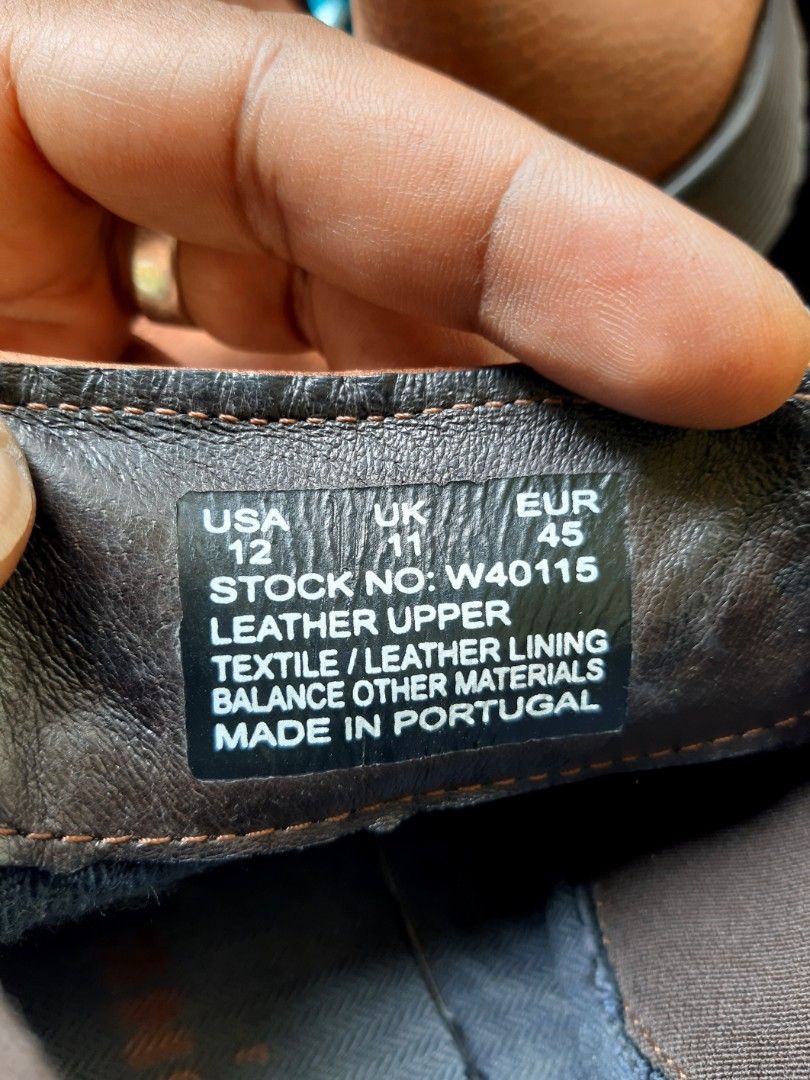 USA UK EUR
12 11 45
STOCK NO: W40115
LEATHER UPPER
TEXTILE / LEATHER LINING
BALANCE OTHER MATERIALS
MADE IN PORTUGAL